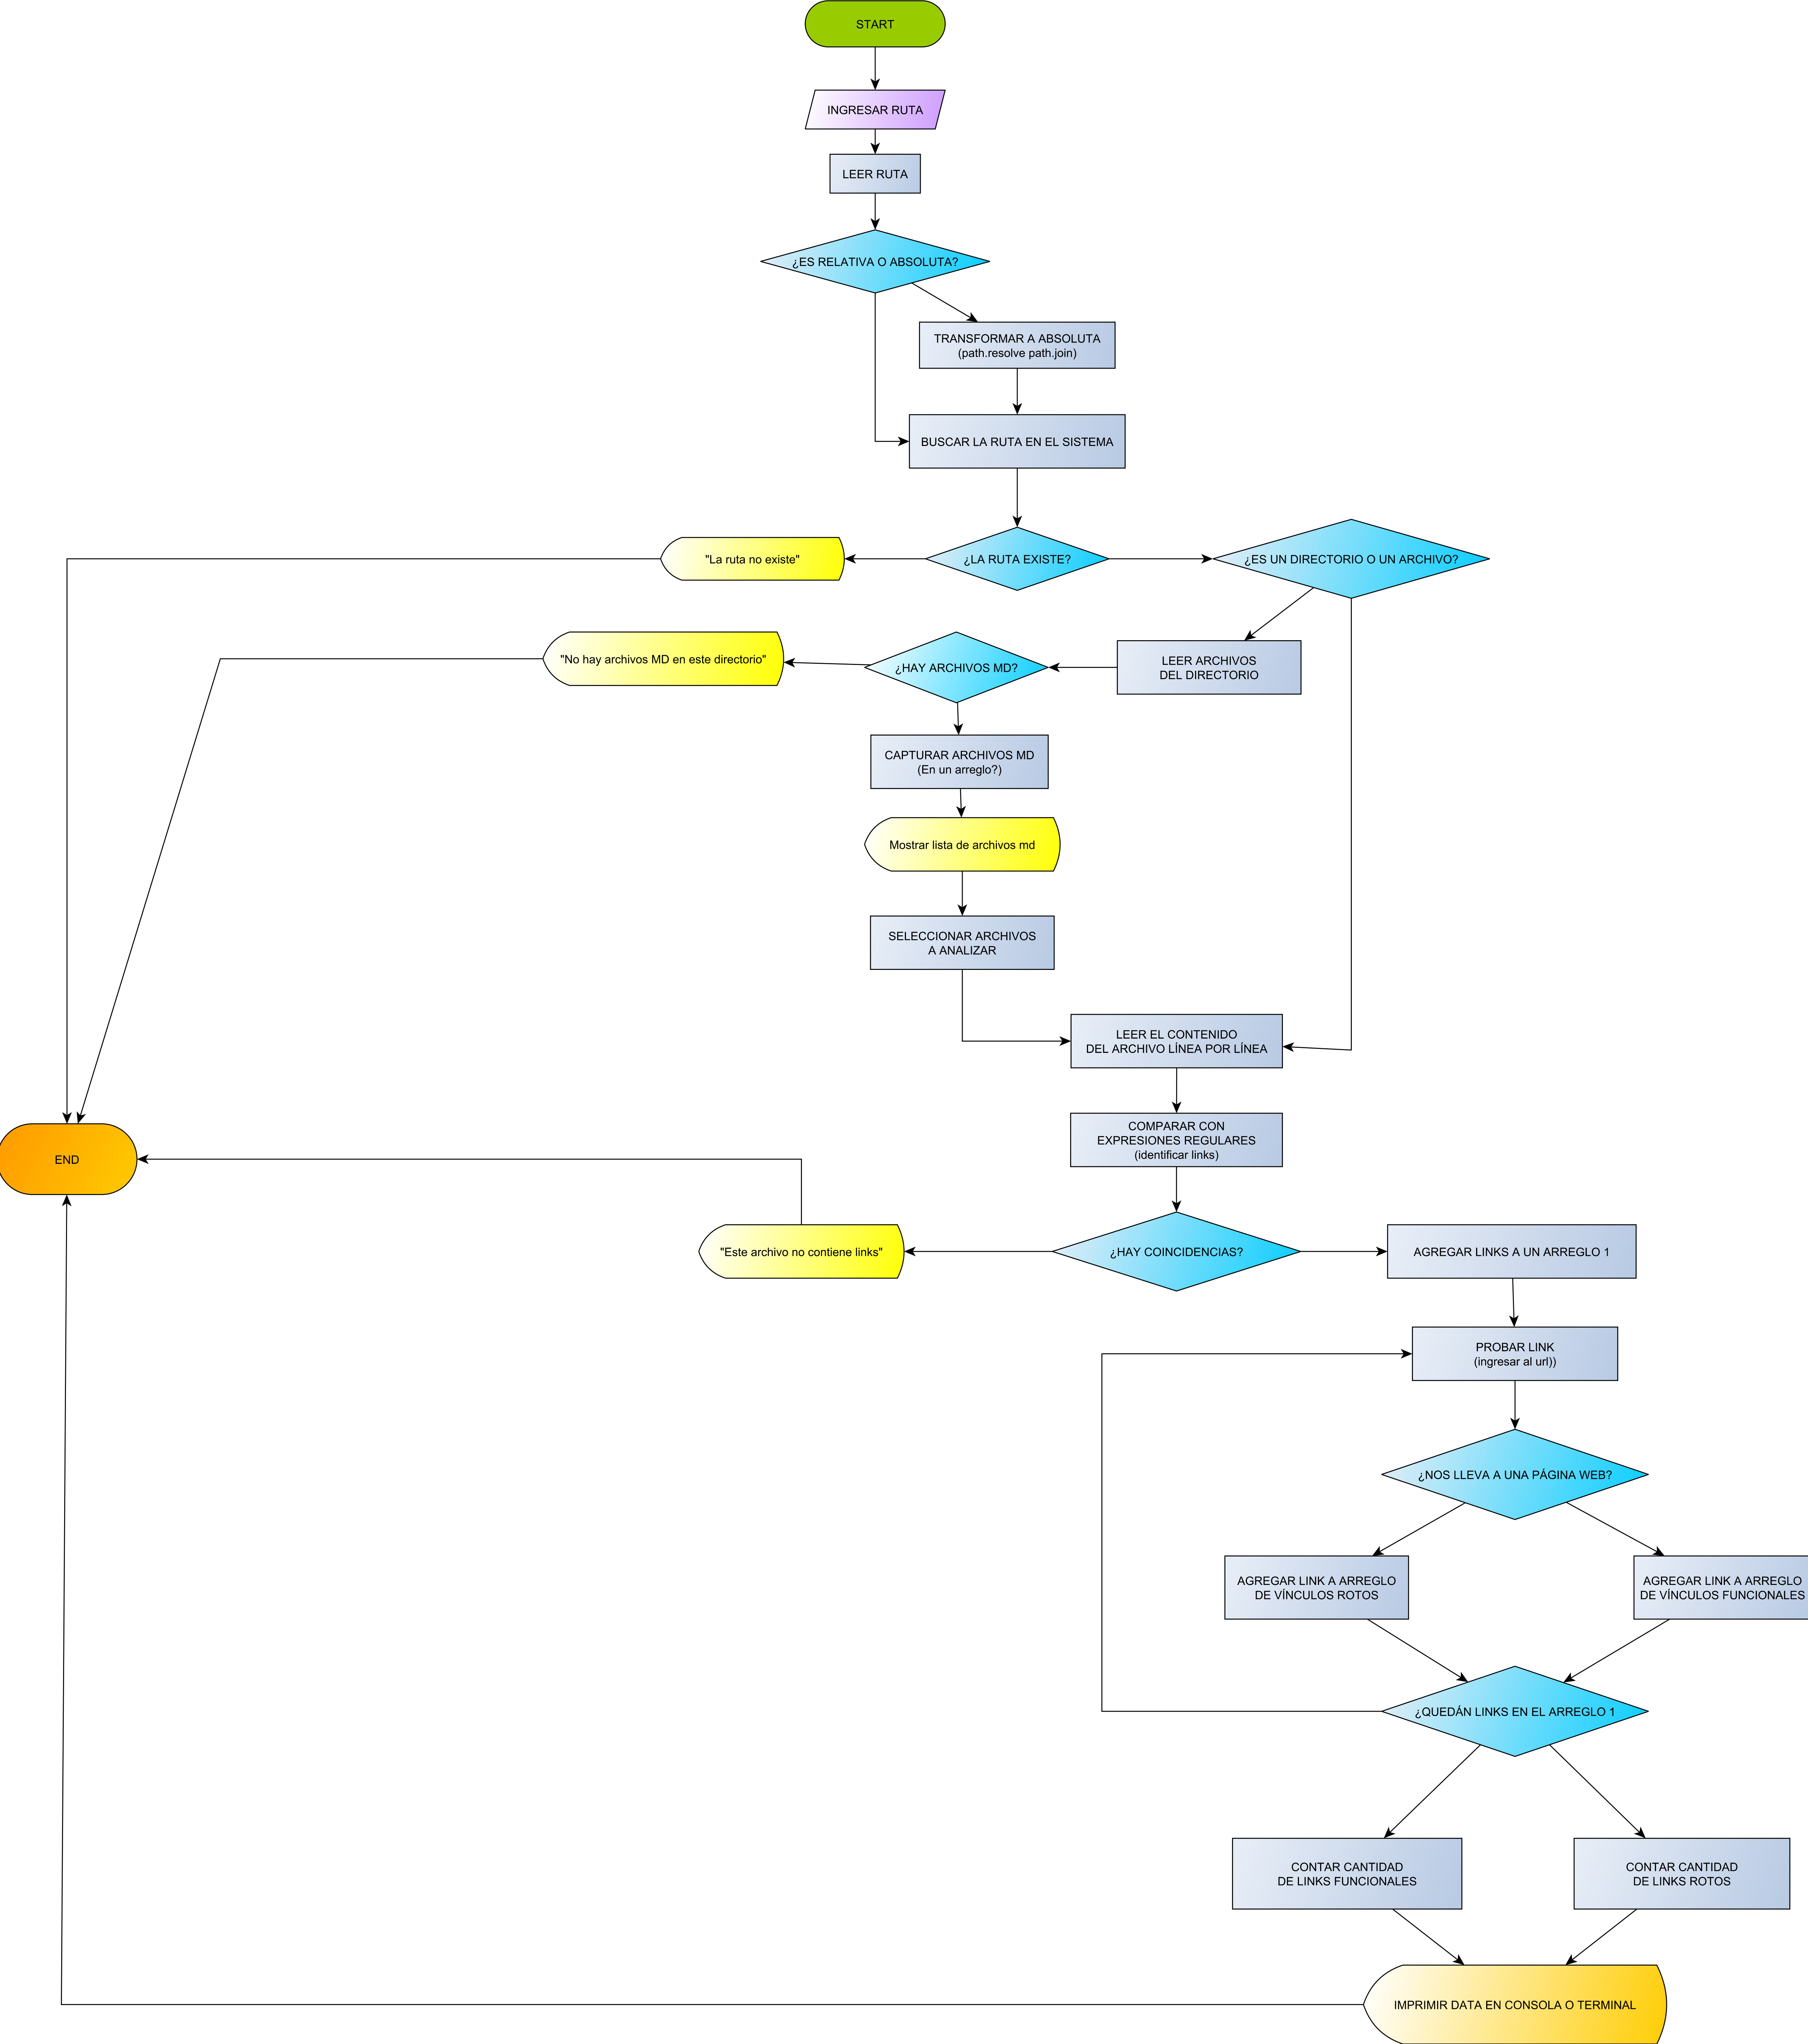 START
INGRESAR RUTA
LEER RUTA
¿ES RELATIVA O ABSOLUTA?
TRANSFORMAR A ABSOLUTA
(path.resolve path.join)
BUSCAR LA RUTA EN EL SISTEMA
"La ruta no existe"
¿LA RUTA EXISTE?
¿ES UN DIRECTORIO O UN ARCHIVO?
"No hay archivos MD en este directorio"
¿HAY ARCHIVOS MD?
LEER ARCHIVOS
DEL DIRECTORIO
CAPTURAR ARCHIVOS MD
(En un arreglo?)
Mostrar lista de archivos md
SELECCIONAR ARCHIVOS
A ANALIZAR
LEER EL CONTENIDO
DEL ARCHIVO LÍNEA POR LÍNEA
COMPARAR CON
EXPRESIONES REGULARES
(identificar links)
END
"Este archivo no contiene links"
¿HAY COINCIDENCIAS?
AGREGAR LINKS A UN ARREGLO 1
PROBAR LINK
(ingresar al url))
¿NOS LLEVA A UNA PÁGINA WEB?
AGREGAR LINK A ARREGLO
DE VÍNCULOS ROTOS
AGREGAR LINK A ARREGLO
DE VÍNCULOS FUNCIONALES
¿QUEDÁN LINKS EN EL ARREGLO 1
CONTAR CANTIDAD
DE LINKS FUNCIONALES
CONTAR CANTIDAD
DE LINKS ROTOS
IMPRIMIR DATA EN CONSOLA O TERMINAL